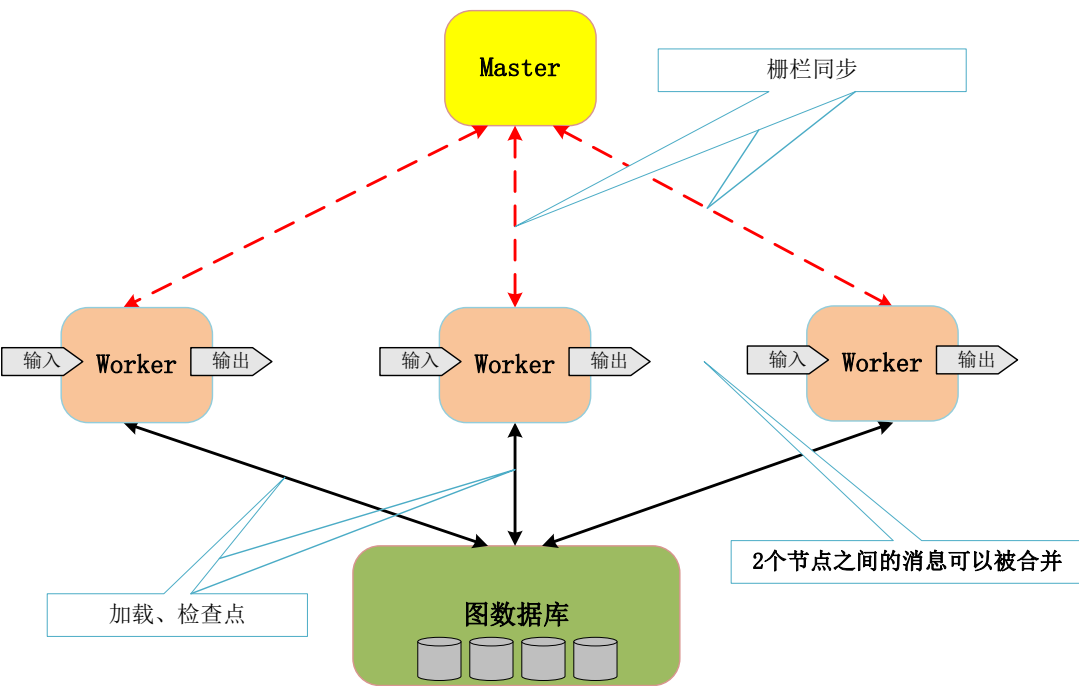 Master
栅栏同步
输入
Worker
输出
输入
Worker
输出
输入
Worker
输出
2个节点之间的消息可以被合并
加载、检查点
图数据库